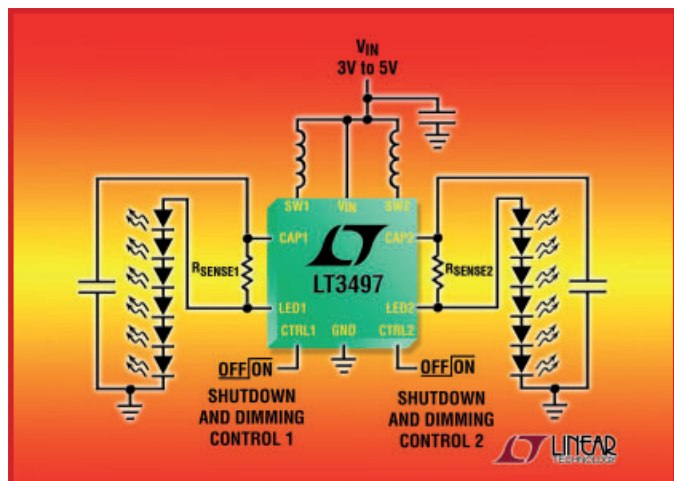 VIN
3V to 5V
SW1 VIN SW2
CAP1 CAP2
RSENSE1 LT3497 RSENSE2
LED1 LED2
CTRL1 GND CTRL2
OFF ON OFF ON
SHUTDOWN
AND DIMMING
CONTROL 1
SHUTDOWN
AND DIMMING
CONTROL 2
LINEAR
TECHNOLOGY